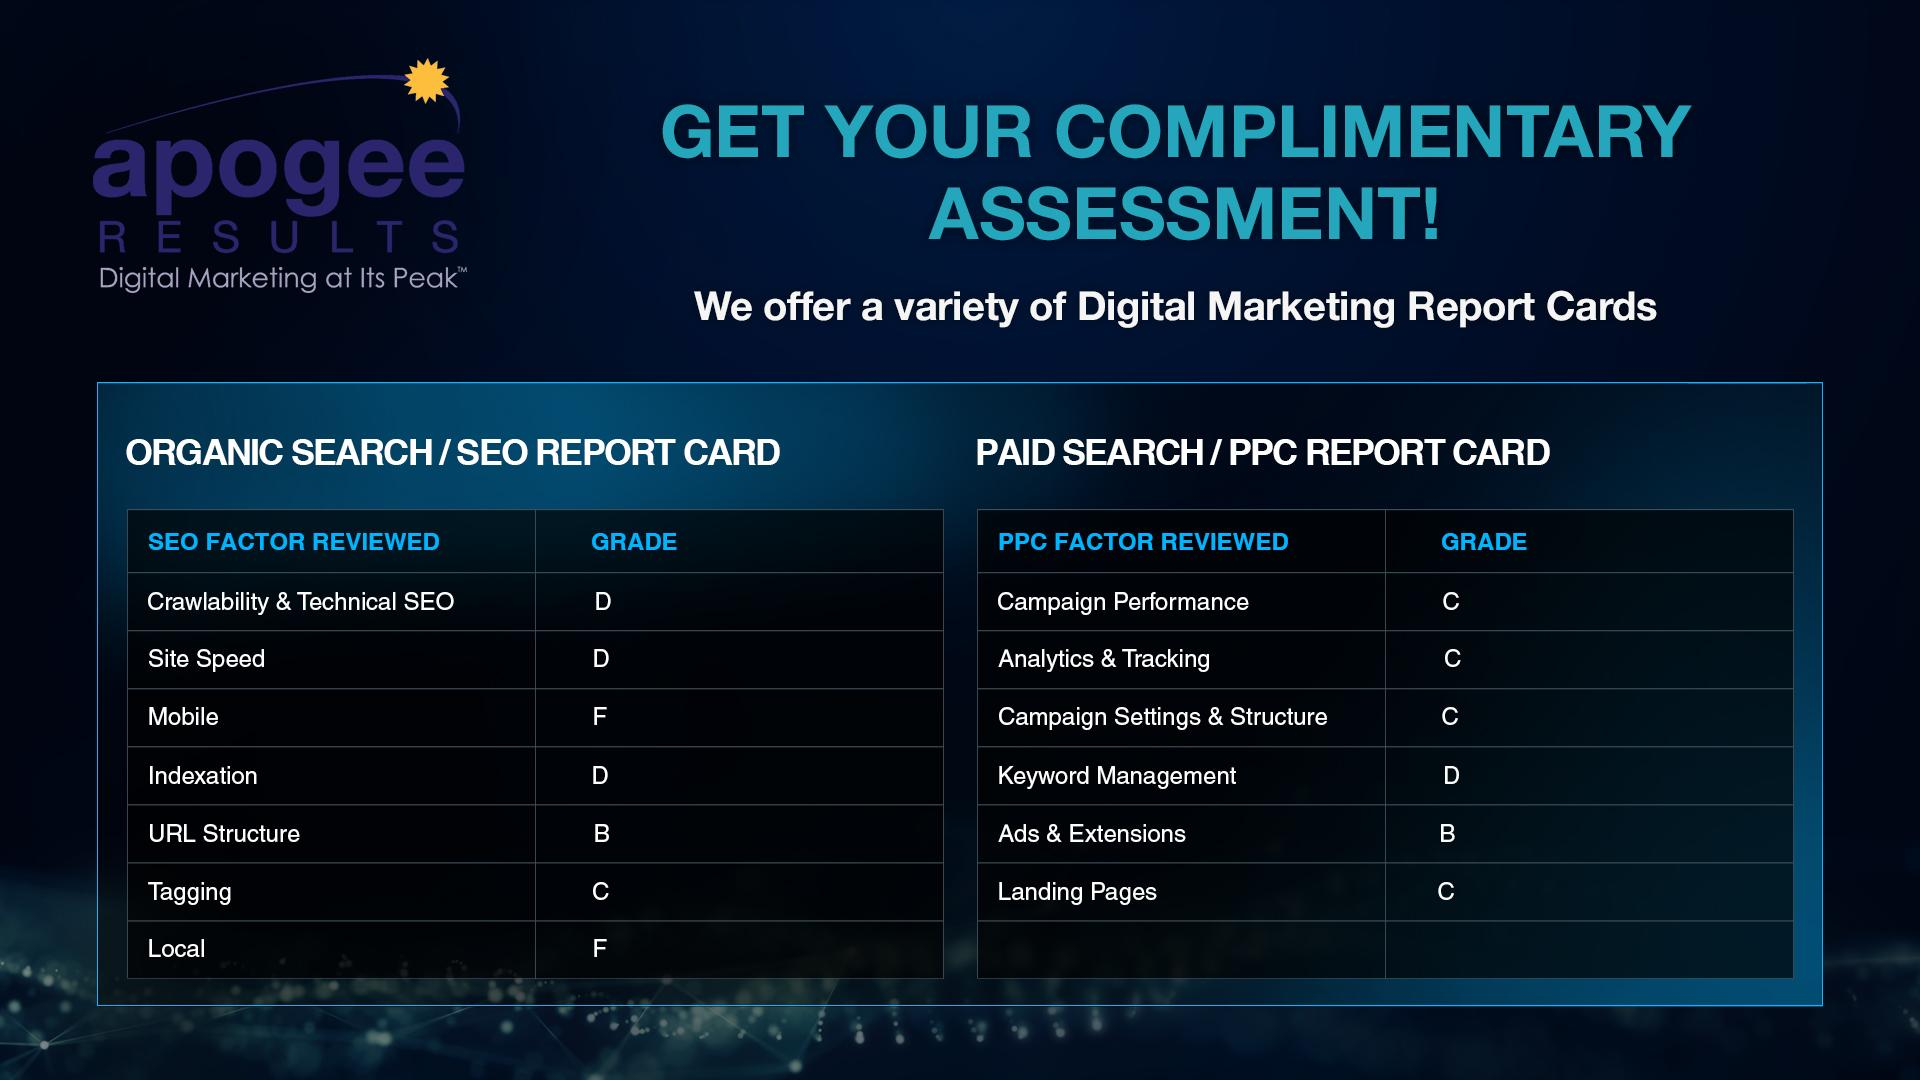 apogee
RESULTS
Digital Marketing at Its Peak™
GET YOUR COMPLIMENTARY
ASSESSMENT!
We offer a variety of Digital Marketing Report Cards
ORGANIC SEARCH / SEO REPORT CARD
SEO FACTOR REVIEWED GRADE
Crawlability & Technical SEO D
Site Speed D
Mobile F
Indexation D
URL Structure B
Tagging C
Local F
PAID SEARCH / PPC REPORT CARD
PPC FACTOR REVIEWED GRADE
Campaign Performance C
Analytics & Tracking C
Campaign Settings & Structure C
Keyword Management D
Ads & Extensions B
Landing Pages C